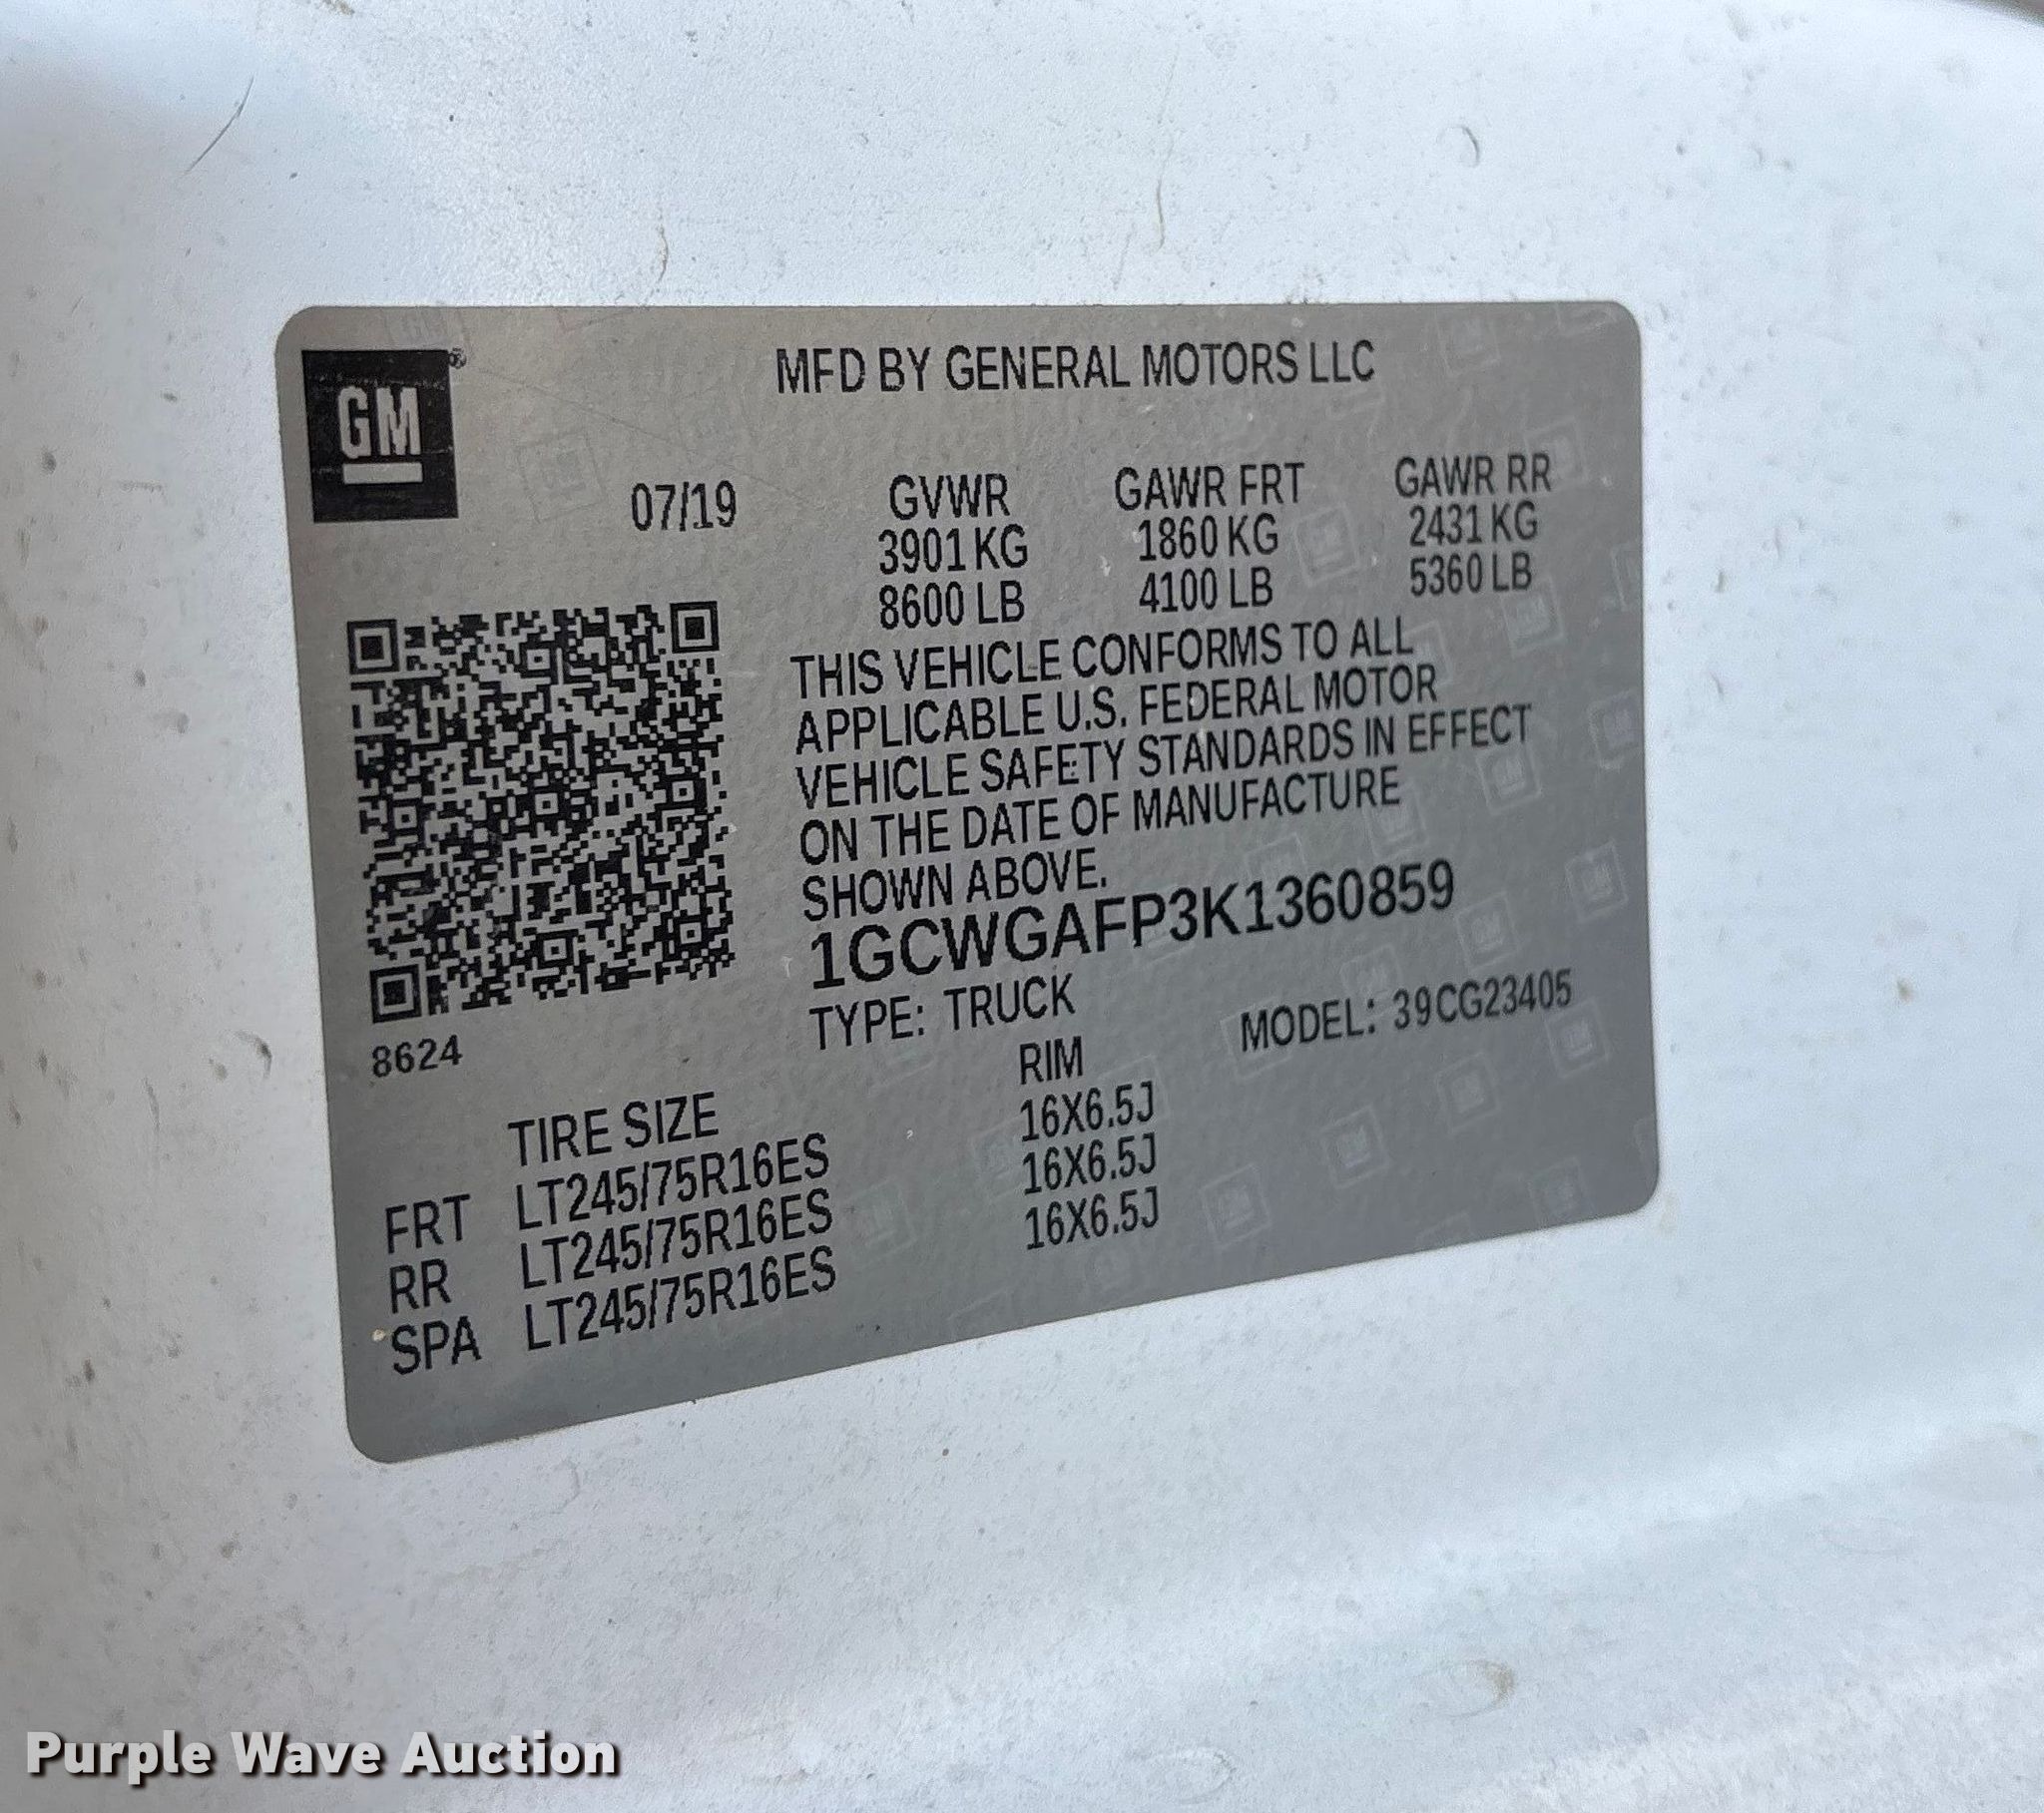 GM®
MFD BY GENERAL MOTORS LLC
07/19
GVWR GAWR FRT GAWR RR
3901 KG 1860 KG 2431 KG
8600 LB 4100 LB 5360 LB
THIS VEHICLE CONFORMS TO ALL
APPLICABLE U.S. FEDERAL MOTOR
VEHICLE SAFETY STANDARDS IN EFFECT
ON THE DATE OF MANUFACTURE
SHOWN ABOVE.
1GCWGAFP3K1360859
TYPE: TRUCK MODEL: 39CG23405
8624
TIRE SIZE RIM
FRT LT245/75R16ES 16X6.5J
RR LT245/75R16ES 16X6.5J
SPA LT245/75R16ES 16X6.5J
Purple Wave Auction